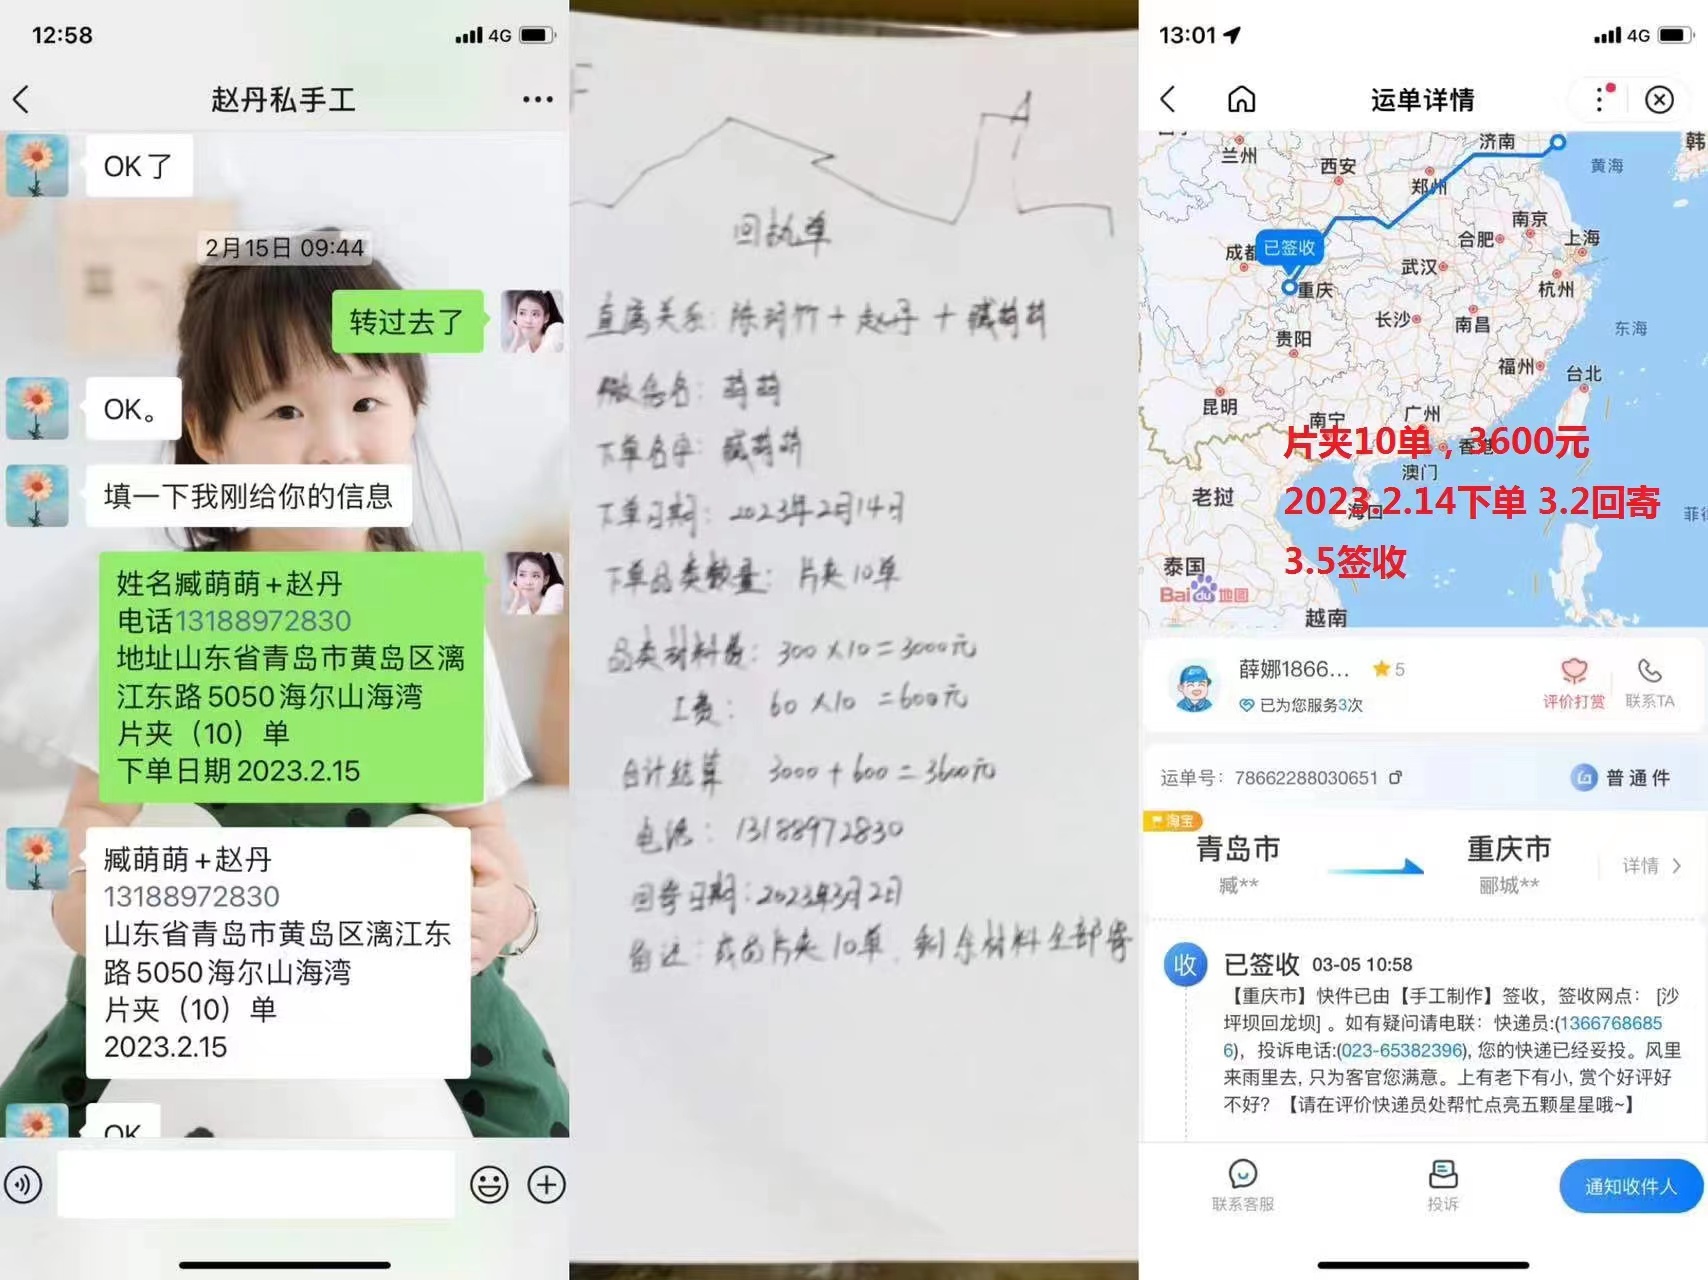 12:58
4G
赵丹私手工
OK了
2月15日 09:44
转过去了
OK。
填一下我刚给你的信息
姓名臧萌萌+赵丹
电话13188972830
地址山东省青岛市黄岛区漓
江东路5050海尔山海湾
片夹（10）单
下单日期2023.2.15
臧萌萌+赵丹
13188972830
山东省青岛市黄岛区漓江东
路5050海尔山海湾
片夹（10）单
2023.2.15
OK
回执单
直属关系：陈诗竹+赵丹+臧萌萌
微信名：萌萌
下单名字：臧萌萌
下单日期：2023年2月14日
下单品类数量：片夹10单
品类材料费：300×10=3000元
工费：60×10=600元
合计结算 3000+600=3600元
电话：13188972830
回寄日期：2023年3月2日
备注：成品片夹10单，剩余材料全部寄
13:01
4G
运单详情
兰州
西安
济南
郑州
黄海
韩
成都
已签收
重庆
合肥
南京
上海
武汉
杭州
长沙
南昌
东海
贵阳
福州
台北
昆明
南宁
广州
香港
澳门
老挝
海口
菲律
泰国
越南
Baidu地图
片夹10单，3600元
2023.2.14下单 3.2回寄
3.5签收
薛娜1866... 5
已为您服务3次
评价打赏
联系TA
运单号：78662288030651
普通件
淘宝
青岛市
重庆市
臧**
郦城**
详情
收
已签收 03-05 10:58
【重庆市】快件已由【手工制作】签收，签收网点：[沙
坪坝回龙坝]。如有疑问请电联：快递员:(1366768685
6)，投诉电话:(023-65382396), 您的快递已经妥投。风里
来雨里去, 只为客官您满意。上有老下有小, 赏个好评好
不好？【请在评价快递员处帮忙点亮五颗星星哦~】
联系客服
投诉
通知收件人